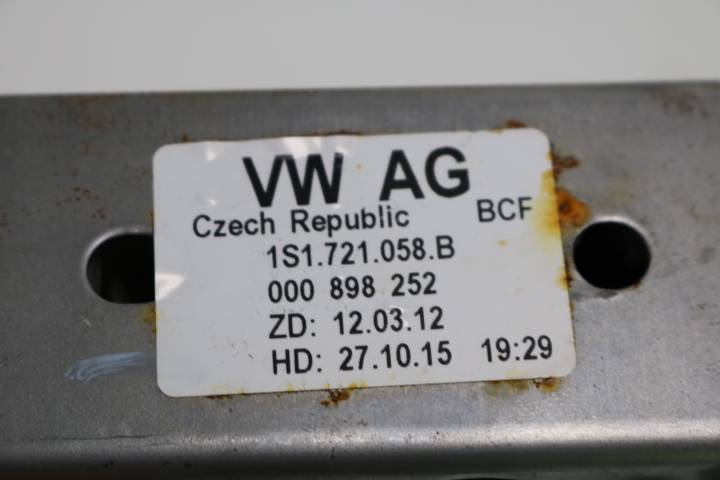 VW AG
Czech Republic BCF
1S1.721.058.B
000 898 252
ZD: 12.03.12
HD: 27.10.15 19:29